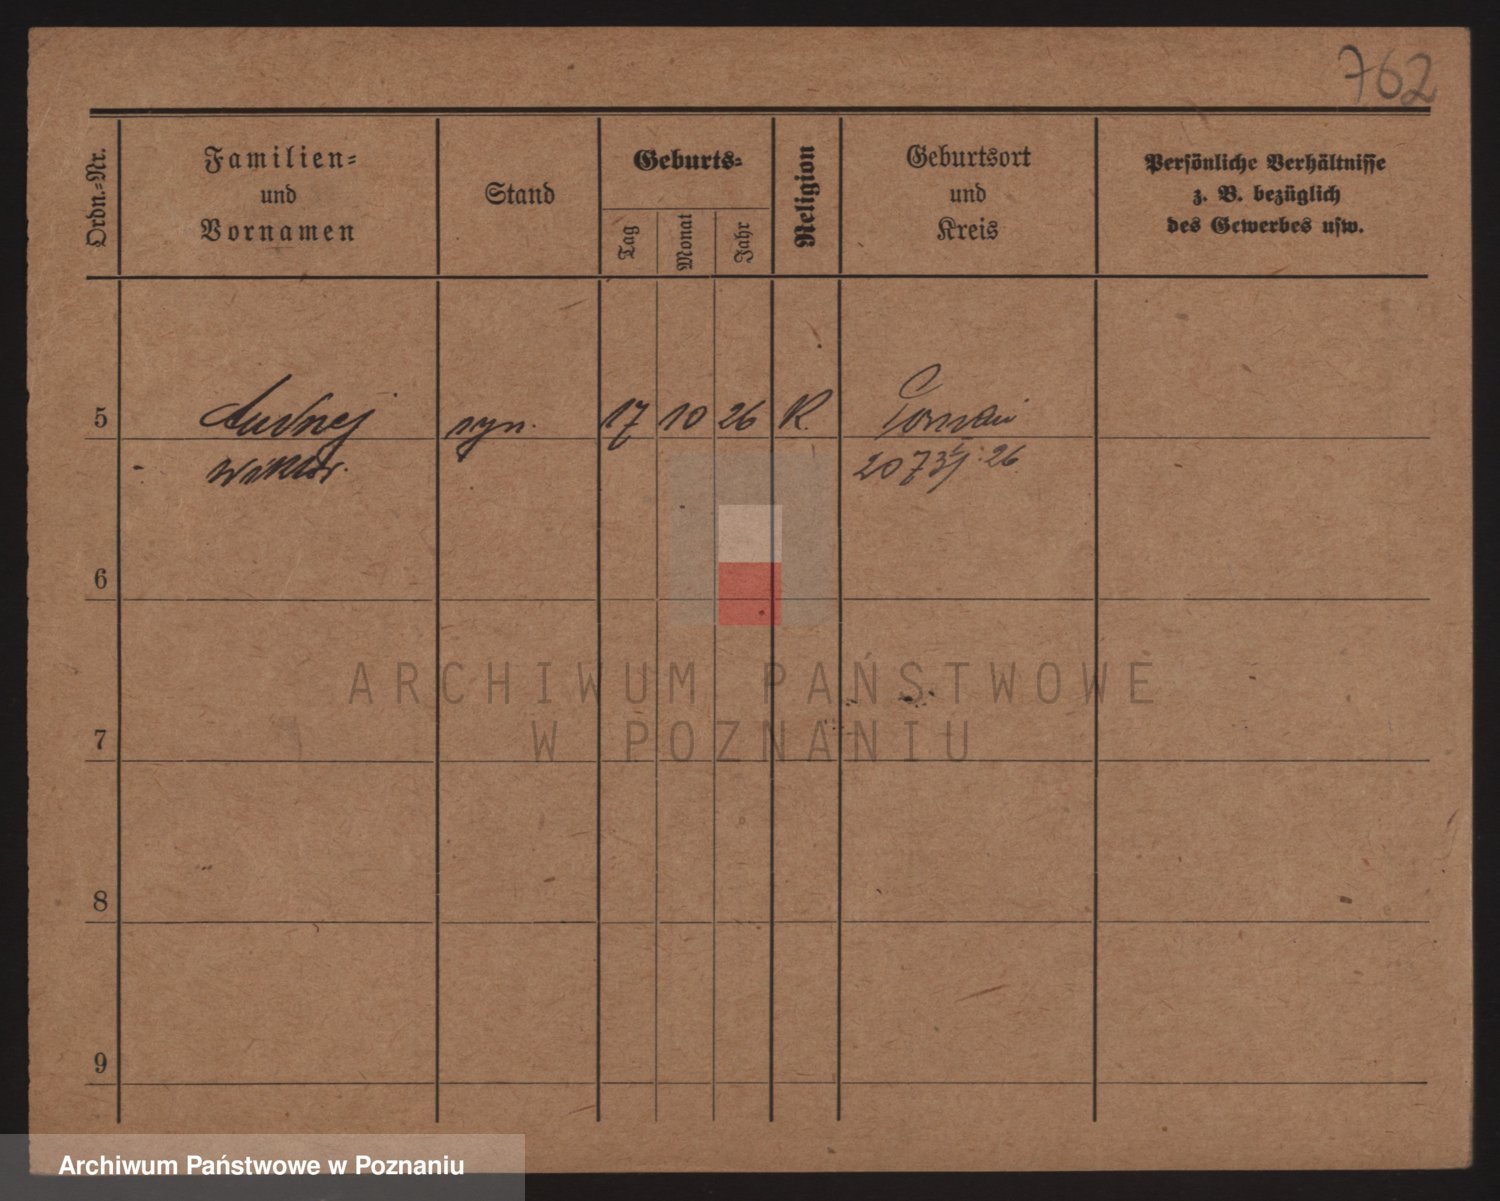 762
Ordn.-Nr.
Familien-
und
Vornamen
Stand
Geburts-
Tag
Monat
Jahr
Religion
Geburtsort
und
Kreis
Persönliche Verhältnisse
z. B. bezüglich
des Gewerbes usw.
5 Andrzej syn. 17 10 26 R. Poznań
Wiktor.
6
ARCHIWUM PAŃSTWOWE
W POZNANIU
7
8
9
Archiwum Państwowe w Poznaniu